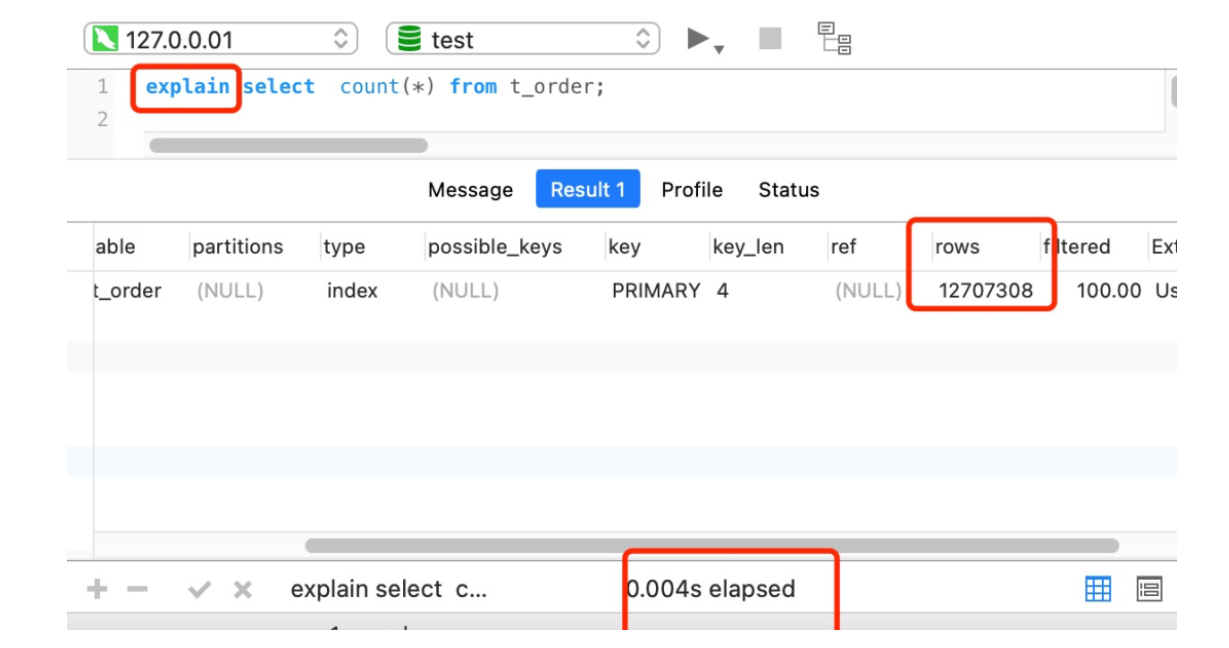 127.0.0.01 test
1 explain select count(*) from t_order;
2
Message Result 1 Profile Status
able partitions type possible_keys key key_len ref rows filtered Ext
t_order (NULL) index (NULL) PRIMARY 4 (NULL) 12707308 100.00 Us
+ − explain select c... 0.004s elapsed